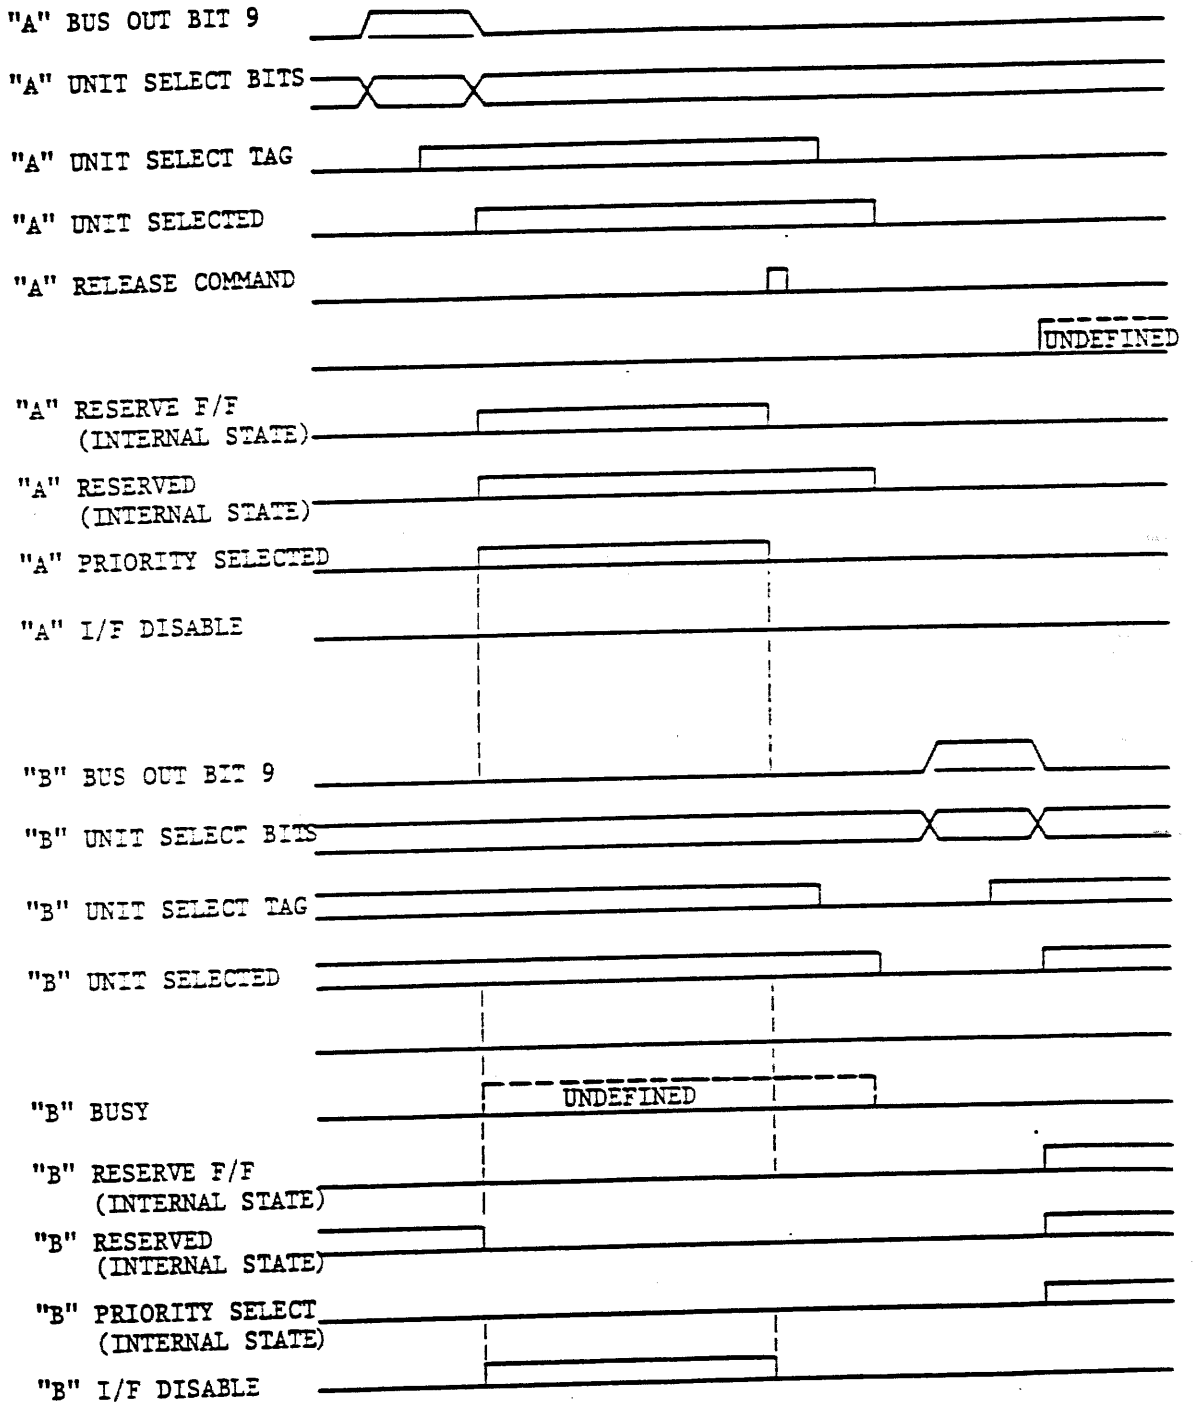 "A" BUS OUT BIT 9
"A" UNIT SELECT BITS
"A" UNIT SELECT TAG
"A" UNIT SELECTED
"A" RELEASE COMMAND
UNDEFINED
"A" RESERVE F/F
(INTERNAL STATE)
"A" RESERVED
(INTERNAL STATE)
"A" PRIORITY SELECTED
"A" I/F DISABLE
"B" BUS OUT BIT 9
"B" UNIT SELECT BITS
"B" UNIT SELECT TAG
"B" UNIT SELECTED
UNDEFINED
"B" BUSY
"B" RESERVE F/F
(INTERNAL STATE)
"B" RESERVED
(INTERNAL STATE)
"B" PRIORITY SELECT
(INTERNAL STATE)
"B" I/F DISABLE